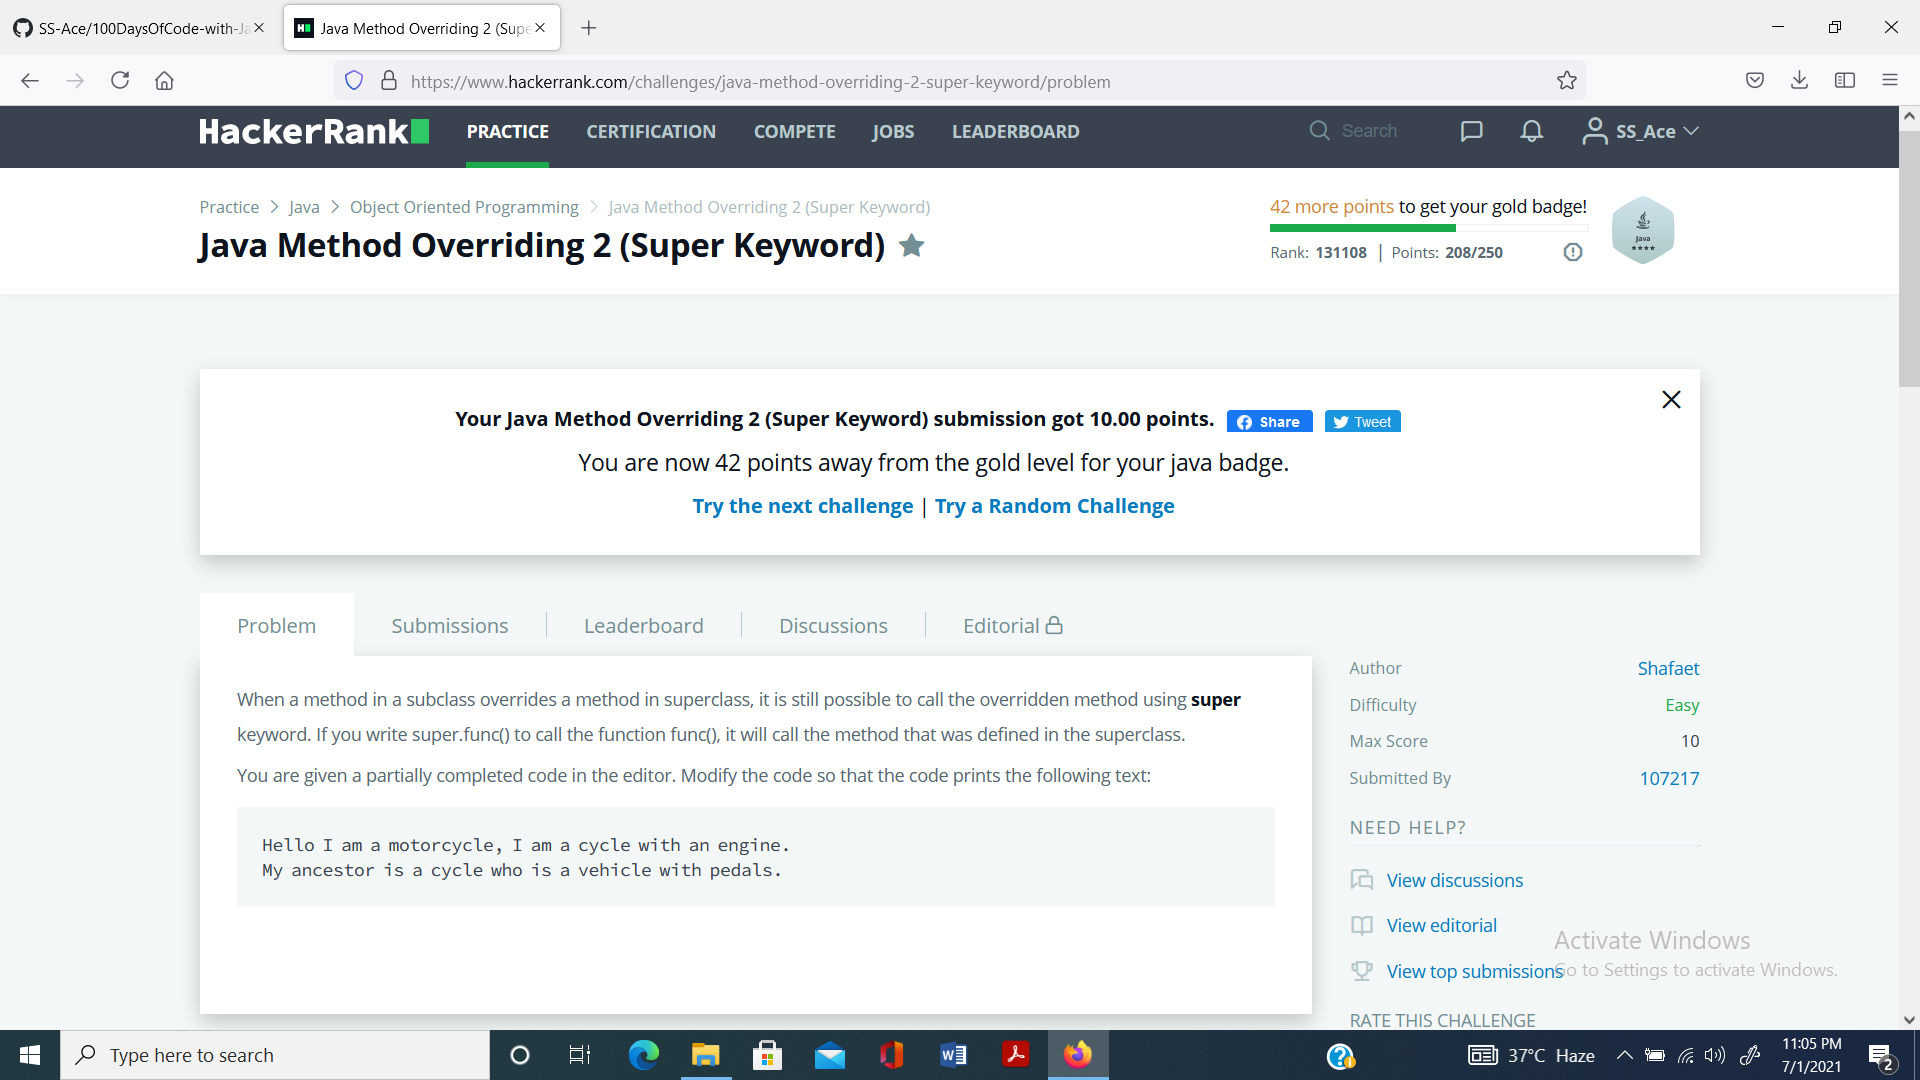 SS-Ace/100DaysOfCode-with-Ja
Java Method Overriding 2 (Supe
https://www.hackerrank.com/challenges/java-method-overriding-2-super-keyword/problem
HackerRank
PRACTICE
CERTIFICATION
COMPETE
JOBS
LEADERBOARD
Search
SS_Ace
Practice > Java > Object Oriented Programming > Java Method Overriding 2 (Super Keyword)
Java Method Overriding 2 (Super Keyword)
42 more points to get your gold badge!
Rank: 131108 | Points: 208/250
Java
Your Java Method Overriding 2 (Super Keyword) submission got 10.00 points.
Share
Tweet
You are now 42 points away from the gold level for your java badge.
Try the next challenge | Try a Random Challenge
Problem
Submissions
Leaderboard
Discussions
Editorial
When a method in a subclass overrides a method in superclass, it is still possible to call the overridden method using super
keyword. If you write super.func() to call the function func(), it will call the method that was defined in the superclass.
You are given a partially completed code in the editor. Modify the code so that the code prints the following text:
Hello I am a motorcycle, I am a cycle with an engine.
My ancestor is a cycle who is a vehicle with pedals.
Author Shafaet
Difficulty Easy
Max Score 10
Submitted By 107217
NEED HELP?
View discussions
View editorial
View top submissions
RATE THIS CHALLENGE
Activate Windows
Go to Settings to activate Windows.
Type here to search
37°C Haze
11:05 PM
7/1/2021
2